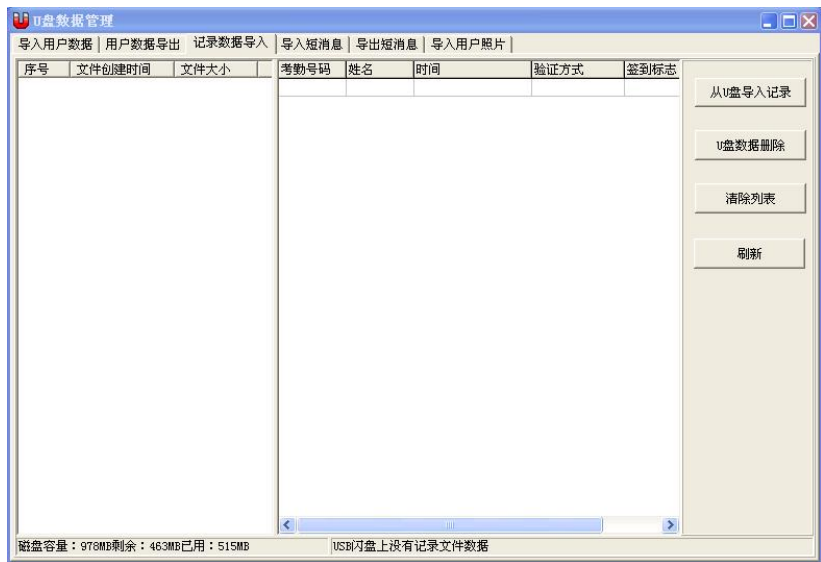 U盘数据管理
导入用户数据 用户数据导出 记录数据导入 导入短消息 导出短消息 导入用户照片
序号 文件创建时间 文件大小 考勤号码 姓名 时间 验证方式 签到标志
从U盘导入记录
U盘数据删除
清除列表
刷新
磁盘容量：978MB剩余：463MB已用：515MB USB闪盘上没有记录文件数据